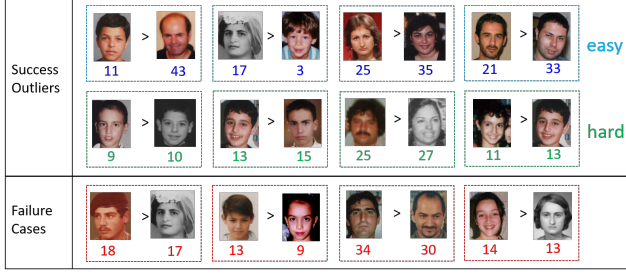 Success Outliers
> > > >
11 43 17 3 25 35 21 33
easy
> > > >
9 10 13 15 25 27 11 13
hard
Failure Cases
> > > >
18 17 13 9 34 30 14 13